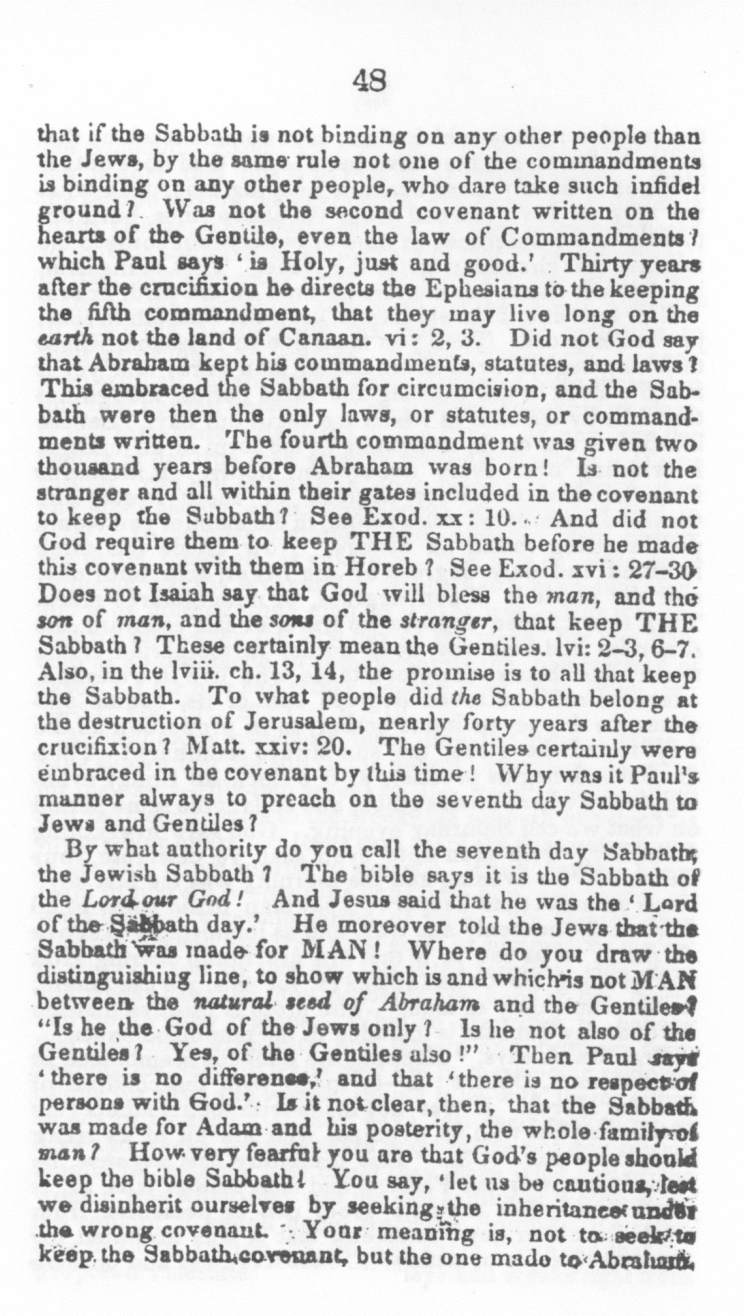 48
that if the Sabbath is not binding on any other people than
the Jews, by the same rule not one of the commandments
is binding on any other people, who dare take such infidel
ground? Was not the second covenant written on the
hearts of the Gentile, even the law of Commandments?
which Paul says ‘is Holy, just and good.’ Thirty years
after the crucifixion he directs the Ephesians to the keeping
the fifth commandment, that they may live long on the
earth not the land of Canaan. vi: 2, 3. Did not God say
that Abraham kept his commandments, statutes, and laws?
This embraced the Sabbath for circumcision, and the Sab-
bath were then the only laws, or statutes, or command-
ments written. The fourth commandment was given two
thousand years before Abraham was born! Is not the
stranger and all within their gates included in the covenant
to keep the Sabbath? See Exod. xx: 10. And did not
God require them to keep THE Sabbath before he made
this covenant with them in Horeb? See Exod. xvi: 27–30
Does not Isaiah say that God will bless the man, and the
son of man, and the sons of the stranger, that keep THE
Sabbath? These certainly mean the Gentiles. lvi: 2–3, 6–7.
Also, in the lviii. ch. 13, 14, the promise is to all that keep
the Sabbath. To what people did the Sabbath belong at
the destruction of Jerusalem, nearly forty years after the
crucifixion? Matt. xxiv: 20. The Gentiles certainly were
embraced in the covenant by this time! Why was it Paul's
manner always to preach on the seventh day Sabbath to
Jews and Gentiles?
By what authority do you call the seventh day Sabbath,
the Jewish Sabbath? The bible says it is the Sabbath of
the Lord our God! And Jesus said that he was the ‘Lord
of the Sabbath day.’ He moreover told the Jews that the
Sabbath was made for MAN! Where do you draw the
distinguishing line, to show which is and which is not MAN
between the natural seed of Abraham and the Gentiles?
“Is he the God of the Jews only? Is he not also of the
Gentiles? Yes, of the Gentiles also!” Then Paul says
‘there is no difference,’ and that ‘there is no respect of
persons with God.’ Is it not clear, then, that the Sabbath
was made for Adam and his posterity, the whole family of
man? How very fearful you are that God's people should
keep the bible Sabbath! You say, ‘let us be cautious, lest
we disinherit ourselves by seeking the inheritance under
the wrong covenant. Your meaning is, not to seek to
keep the Sabbath covenant, but the one made to Abraham,